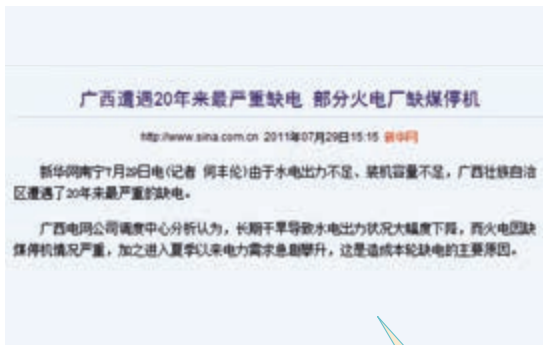 广西遭遇20年来最严重缺电 部分火电厂缺煤停机
http://www.sina.com.cn 2011年07月29日15:15 新华网
新华网南宁7月29日电(记者 何丰伦)由于水电出力不足、装机容量不足，广西壮族自治
区遭遇了20年来最严重的缺电。
广西电网公司调度中心分析认为，长期干旱导致水电出力状况大幅度下降，而火电因缺
煤停机情况严重，加之进入夏季以来电力需求急剧攀升，这是造成本轮缺电的主要原因。